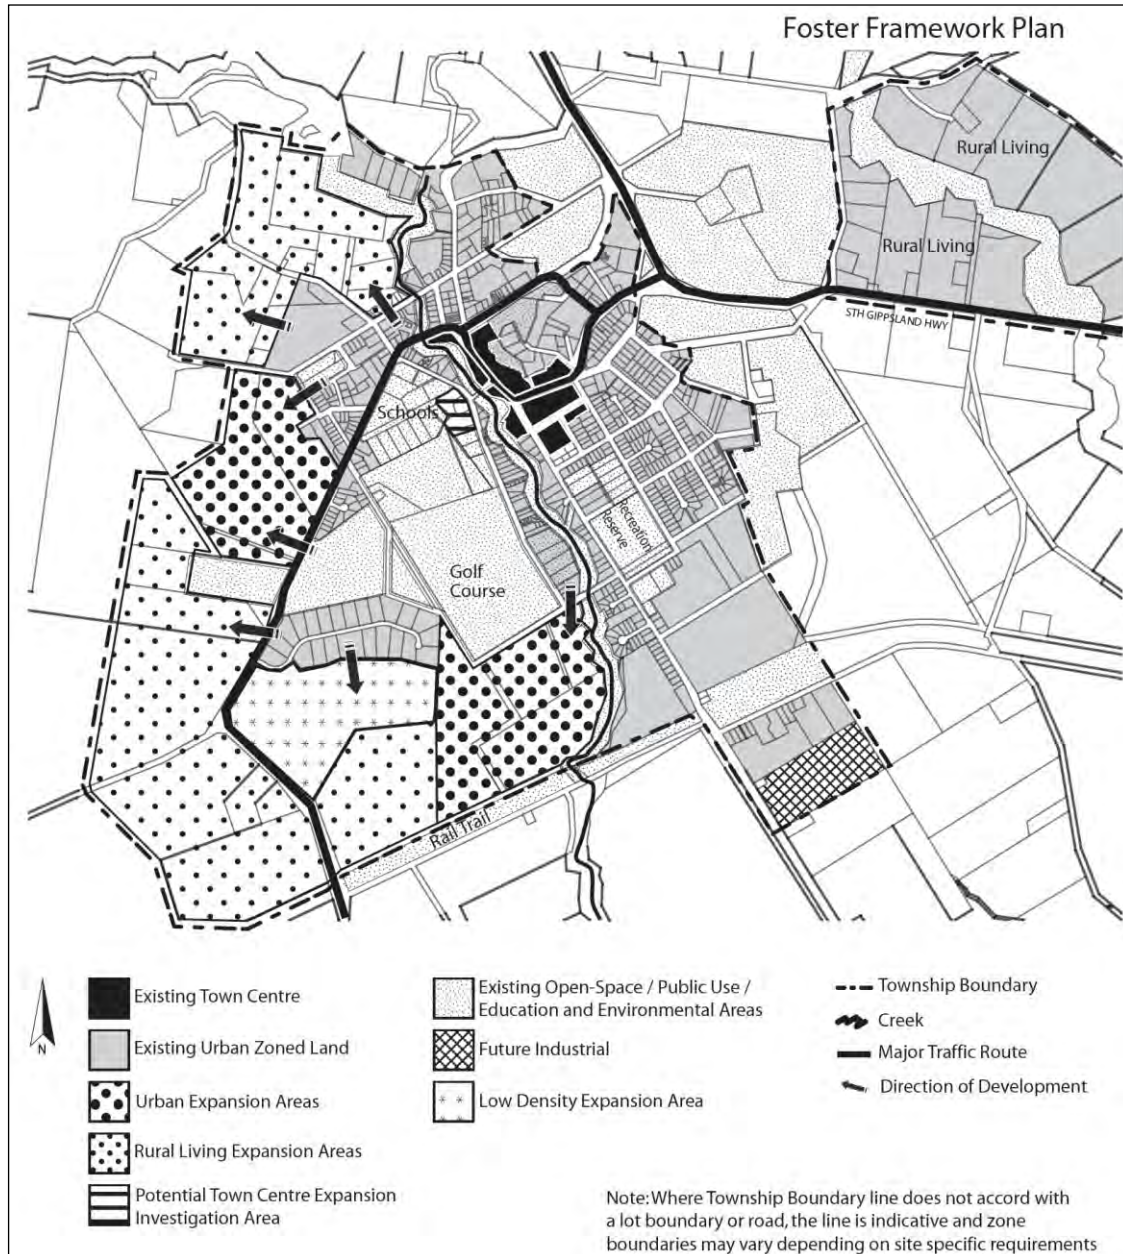 Foster Framework Plan
Rural Living
Rural Living
STH GIPPSLAND HWY
Schools
Recreation
Reserve
Golf
Course
Rail Trail
N
Existing Town Centre
Existing Urban Zoned Land
Urban Expansion Areas
Rural Living Expansion Areas
Potential Town Centre Expansion
Investigation Area
Existing Open-Space / Public Use /
Education and Environmental Areas
Future Industrial
Low Density Expansion Area
Township Boundary
Creek
Major Traffic Route
Direction of Development
Note: Where Township Boundary line does not accord with
a lot boundary or road, the line is indicative and zone
boundaries may vary depending on site specific requirements